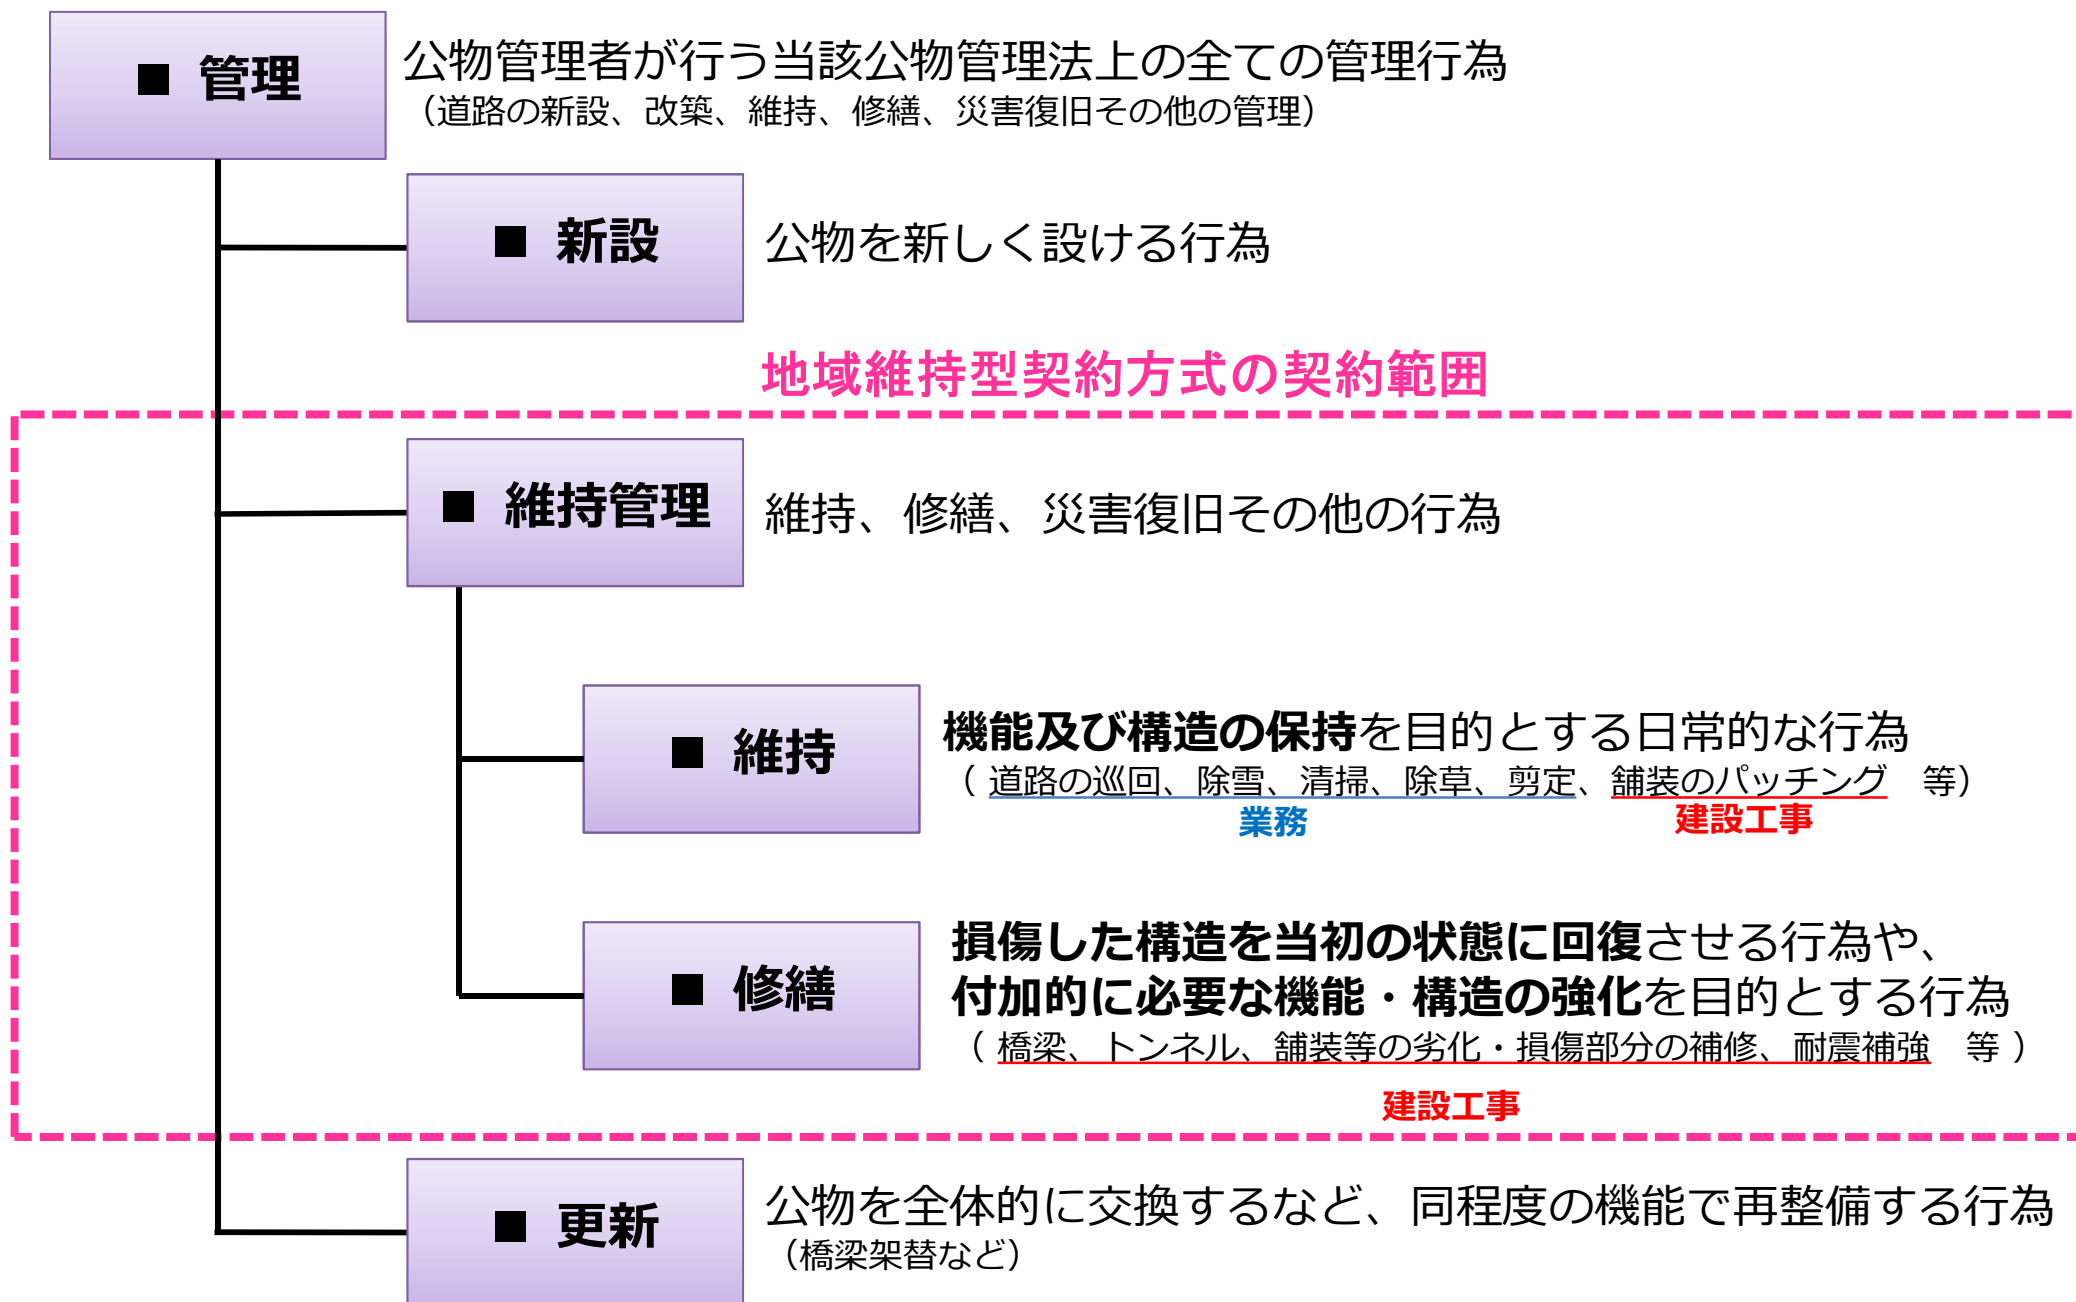 ■ 管理
公物管理者が行う当該公物管理法上の全ての管理行為
（道路の新設、改築、維持、修繕、災害復旧その他の管理）
■ 新設
公物を新しく設ける行為
地域維持型契約方式の契約範囲
■ 維持管理
維持、修繕、災害復旧その他の行為
■ 維持
機能及び構造の保持を目的とする日常的な行為
（ 道路の巡回、除雪、清掃、除草、剪定、舗装のパッチング　等）
業務
建設工事
■ 修繕
損傷した構造を当初の状態に回復させる行為や、
付加的に必要な機能・構造の強化を目的とする行為
（ 橋梁、トンネル、舗装等の劣化・損傷部分の補修、耐震補強　等 ）
建設工事
■ 更新
公物を全体的に交換するなど、同程度の機能で再整備する行為
（橋梁架替など）